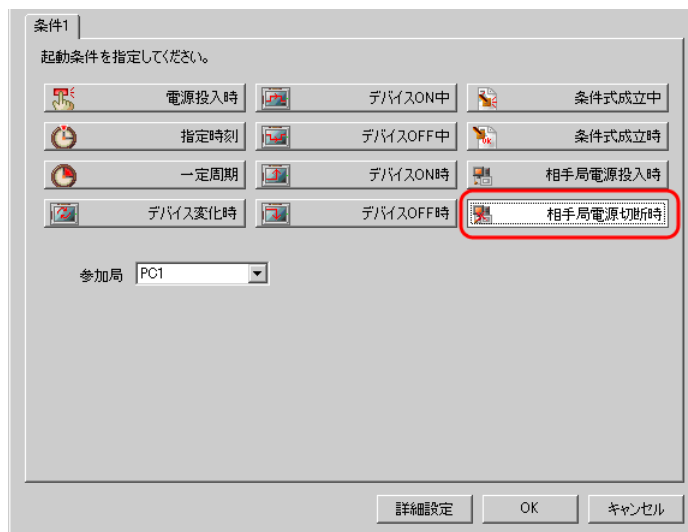 条件1
起動条件を指定してください。
電源投入時 デバイスON中 条件式成立中
指定時刻 デバイスOFF中 条件式成立時
一定周期 デバイスON時 相手局電源投入時
デバイス変化時 デバイスOFF時 相手局電源切断時
参加局 PC1
詳細設定 OK キャンセル